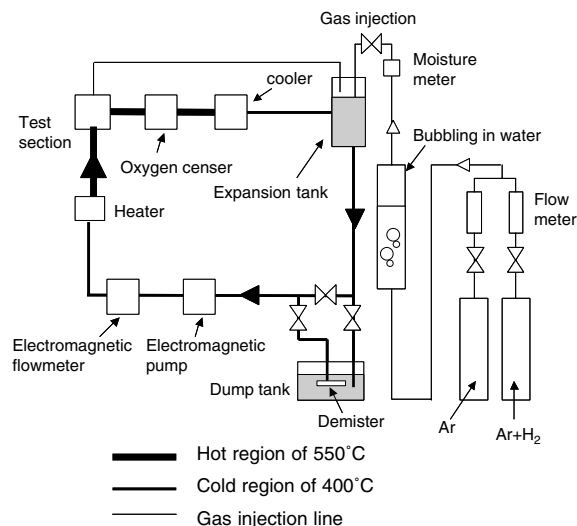 Gas injection
Moisture
meter
cooler
Test
section
Oxygen censer
Bubbling in water
Expansion tank
Heater
Flow
meter
Electromagnetic
flowmeter
Electromagnetic
pump
Dump tank
Demister
Ar
Ar+H₂
Hot region of 550˚C
Cold region of 400˚C
Gas injection line